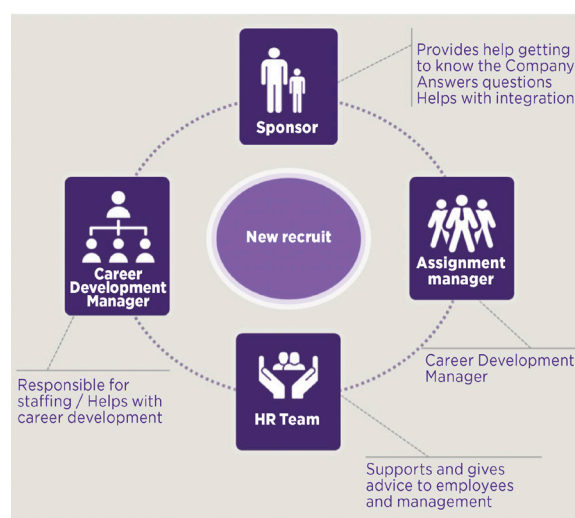 Provides help getting
to know the Company
Answers questions
Helps with integration
Sponsor
New recruit
Career
Development
Manager
Assignment
manager
Career Development
Manager
Responsible for
staffing / Helps with
career development
HR Team
Supports and gives
advice to employees
and management